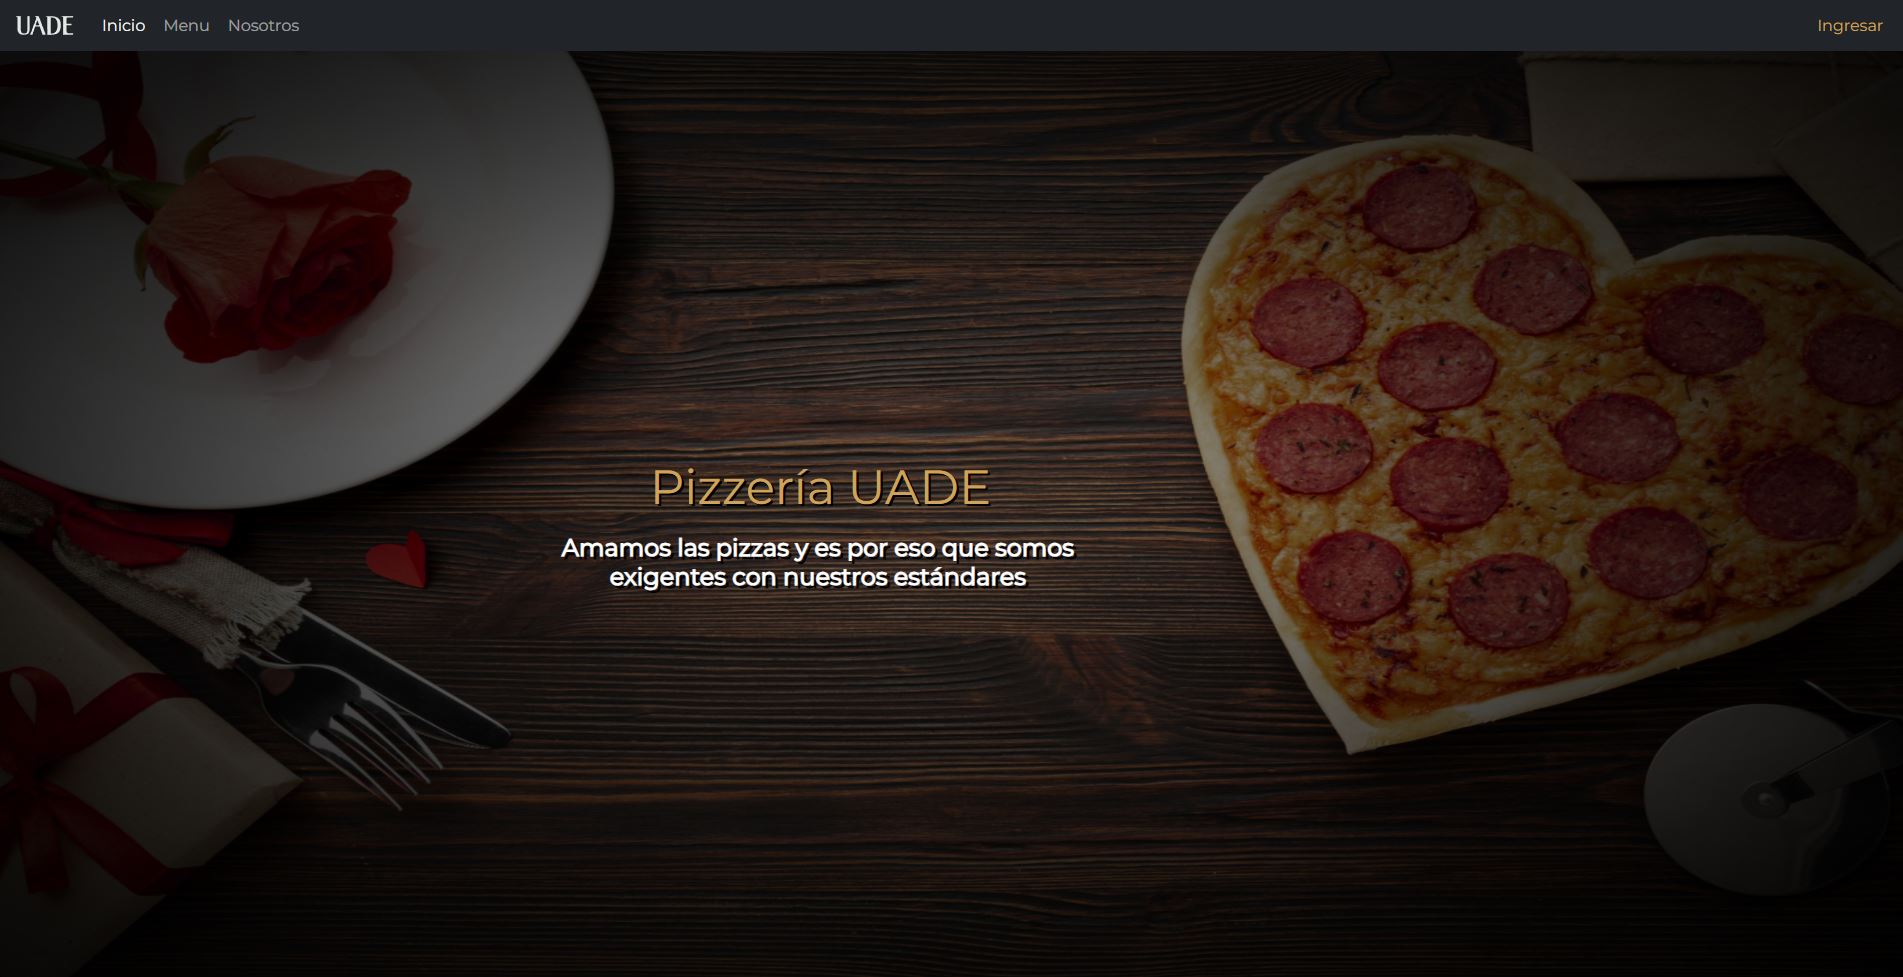 UADE Inicio Menu Nosotros Ingresar
Pizzería UADE
Amamos las pizzas y es por eso que somos
exigentes con nuestros estándares